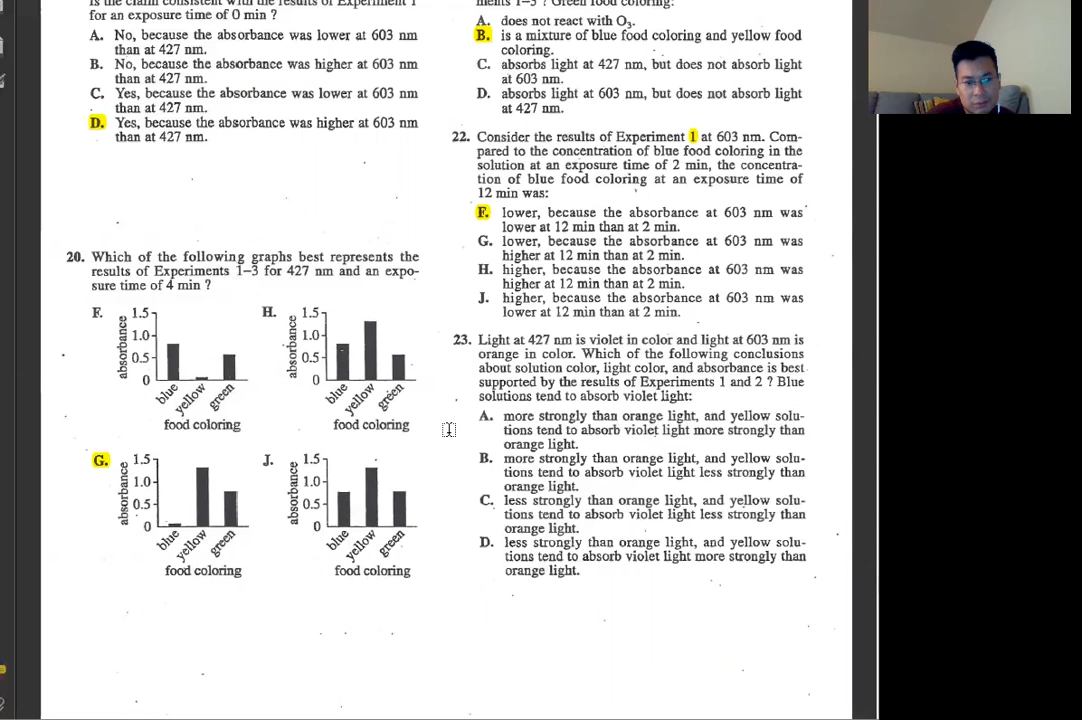 Is the claim consistent with the results of Experiment 1
for an exposure time of 0 min ?
A. No, because the absorbance was lower at 603 nm
than at 427 nm.
B. No, because the absorbance was higher at 603 nm
than at 427 nm.
C. Yes, because the absorbance was lower at 603 nm
than at 427 nm.
D. Yes, because the absorbance was higher at 603 nm
than at 427 nm.
20. Which of the following graphs best represents the
results of Experiments 1–3 for 427 nm and an expo-
sure time of 4 min ?
F.
absorbance
1.5
1.0
0.5
0
blue
yellow
green
food coloring
H.
absorbance
1.5
1.0
0.5
0
blue
yellow
green
food coloring
G.
absorbance
1.5
1.0
0.5
0
blue
yellow
green
food coloring
J.
absorbance
1.5
1.0
0.5
0
blue
yellow
green
food coloring
ments 1–3 ? Green food coloring:
A. does not react with O3.
B. is a mixture of blue food coloring and yellow food
coloring.
C. absorbs light at 427 nm, but does not absorb light
at 603 nm.
D. absorbs light at 603 nm, but does not absorb light
at 427 nm.
22. Consider the results of Experiment 1 at 603 nm. Com-
pared to the concentration of blue food coloring in the
solution at an exposure time of 2 min, the concentra-
tion of blue food coloring at an exposure time of
12 min was:
F. lower, because the absorbance at 603 nm was
lower at 12 min than at 2 min.
G. lower, because the absorbance at 603 nm was
higher at 12 min than at 2 min.
H. higher, because the absorbance at 603 nm was
higher at 12 min than at 2 min.
J. higher, because the absorbance at 603 nm was
lower at 12 min than at 2 min.
23. Light at 427 nm is violet in color and light at 603 nm is
orange in color. Which of the following conclusions
about solution color, light color, and absorbance is best
supported by the results of Experiments 1 and 2 ? Blue
solutions tend to absorb violet light:
A. more strongly than orange light, and yellow solu-
tions tend to absorb violet light more strongly than
orange light.
B. more strongly than orange light, and yellow solu-
tions tend to absorb violet light less strongly than
orange light.
C. less strongly than orange light, and yellow solu-
tions tend to absorb violet light less strongly than
orange light.
D. less strongly than orange light, and yellow solu-
tions tend to absorb violet light more strongly than
orange light.